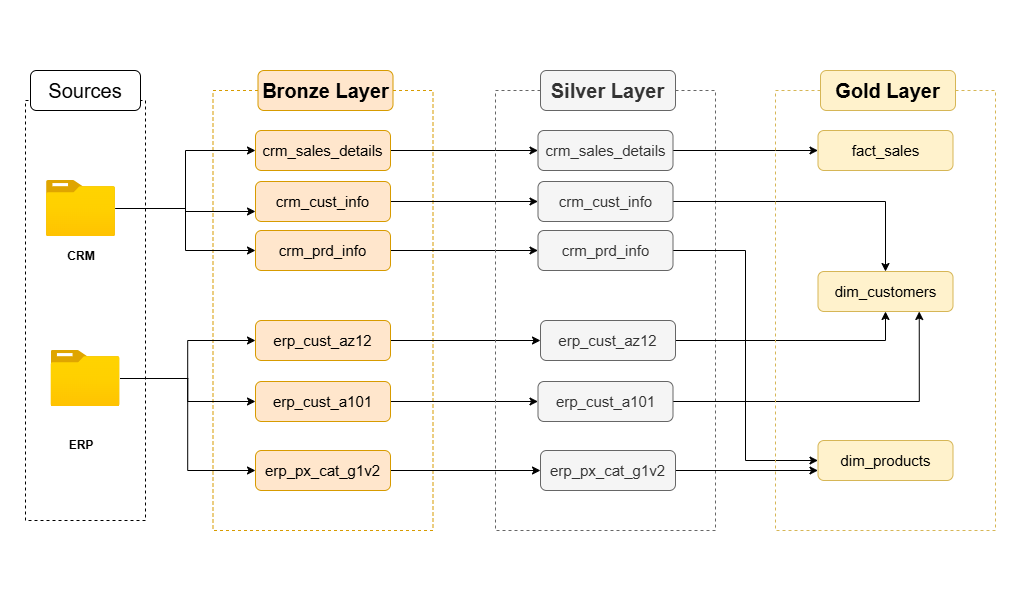 Sources
Bronze Layer
Silver Layer
Gold Layer
crm_sales_details
crm_sales_details
fact_sales
crm_cust_info
crm_cust_info
CRM
crm_prd_info
crm_prd_info
dim_customers
erp_cust_az12
erp_cust_az12
erp_cust_a101
erp_cust_a101
ERP
erp_px_cat_g1v2
erp_px_cat_g1v2
dim_products